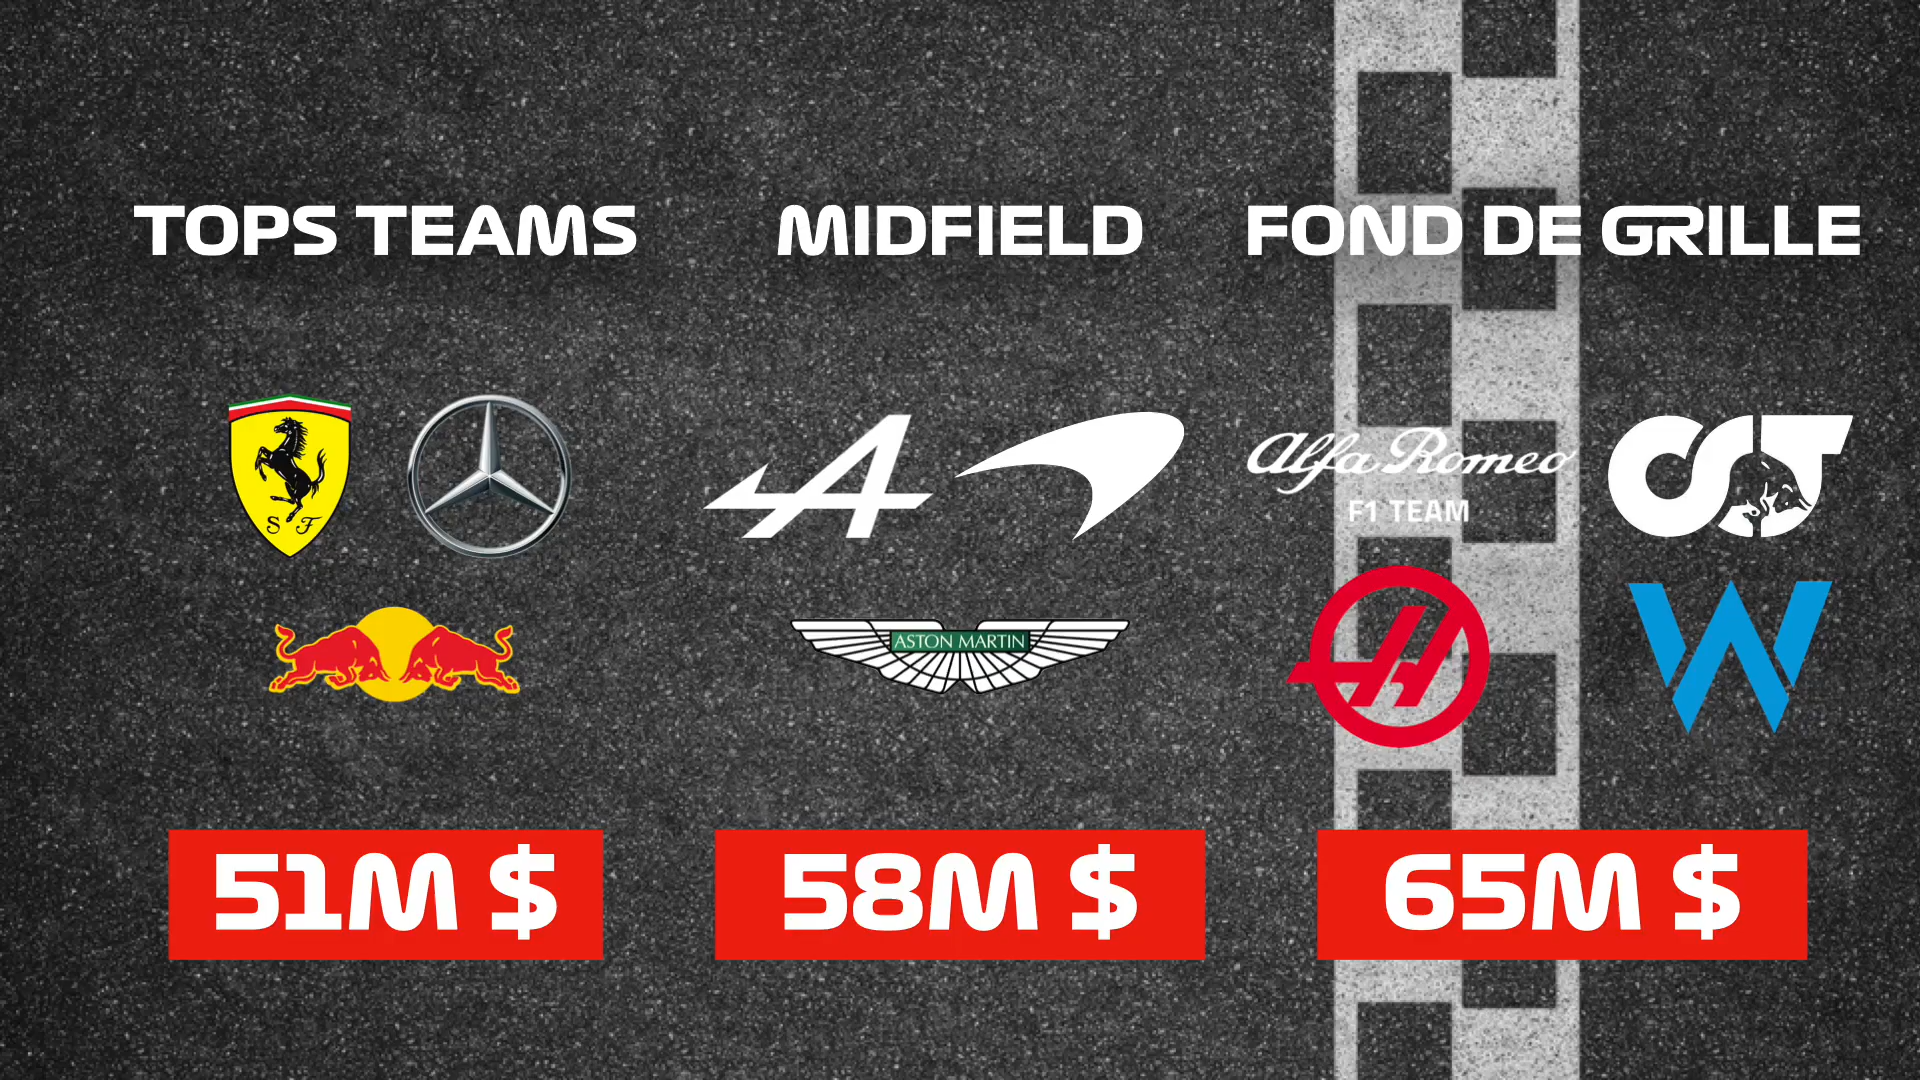 TOPS TEAMS
MIDFIELD
FOND DE GRILLE
S F
Alfa Romeo
F1 TEAM
ASTON MARTIN
51M $
58M $
65M $